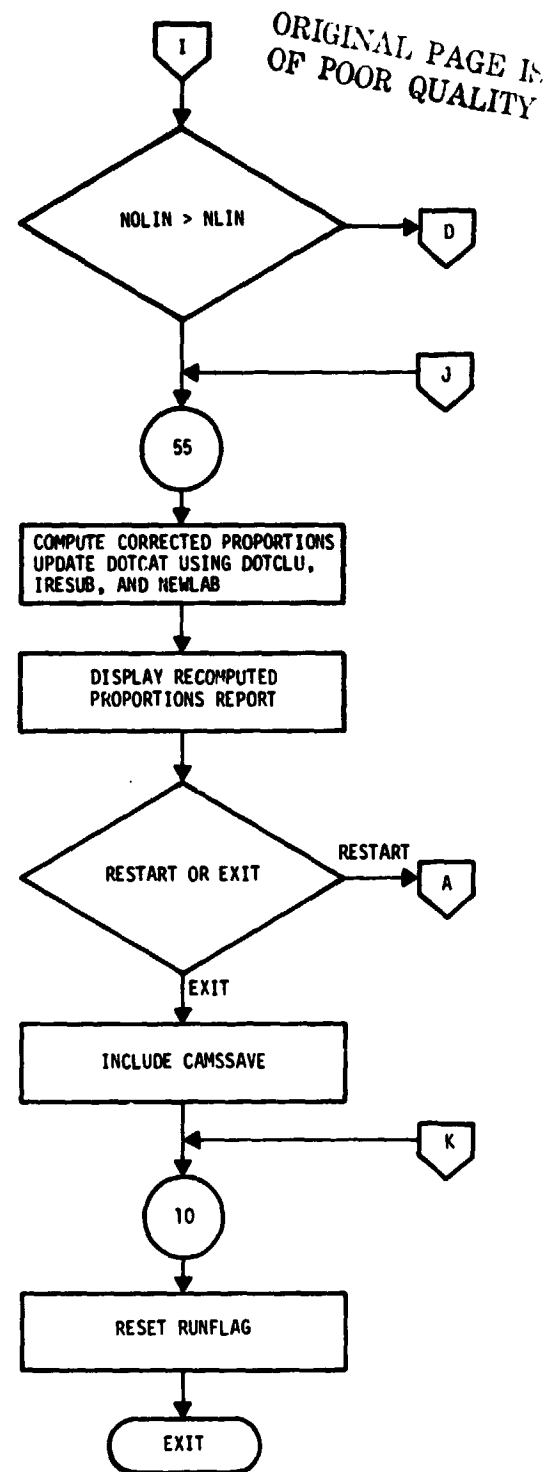 I
ORIGINAL PAGE IS
OF POOR QUALITY
NOLIN > NLIN
D
J
55
COMPUTE CORRECTED PROPORTIONS
UPDATE DOTCAT USING DOTCLU,
IRESUB, AND NEWLAB
DISPLAY RECOMPUTED
PROPORTIONS REPORT
RESTART OR EXIT
RESTART
A
EXIT
INCLUDE CAMSSAVE
K
10
RESET RUNFLAG
EXIT